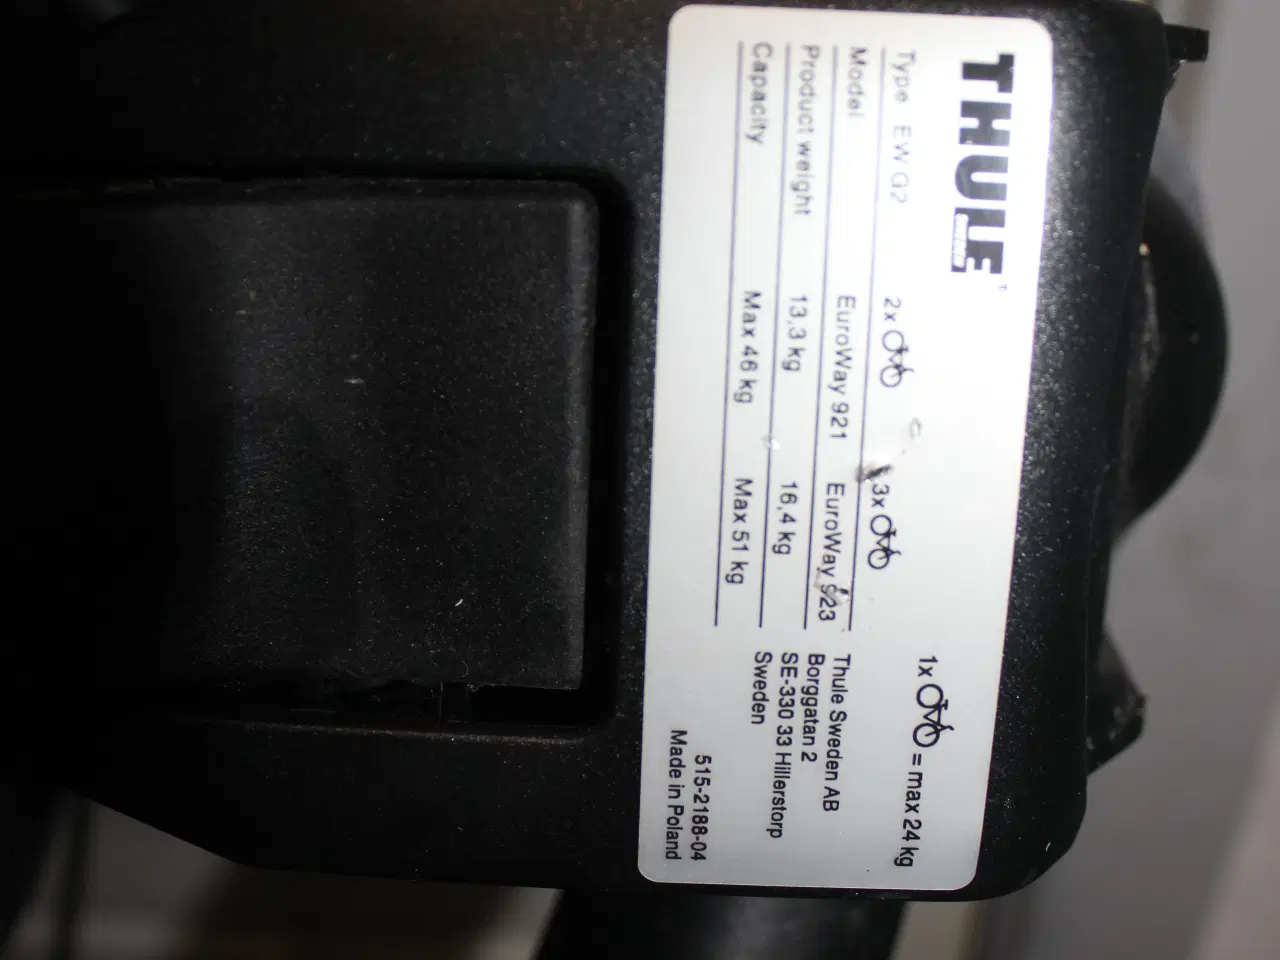 THULE
SWEDEN
1x = max 24 kg
Type EW G2 2x 3x
Model EuroWay 921 EuroWay 923
Product weight 13,3 kg 16,4 kg
Capacity Max 46 kg Max 51 kg
Thule Sweden AB
Borggatan 2
SE-330 33 Hillerstorp
Sweden
515-2188-04
Made in Poland